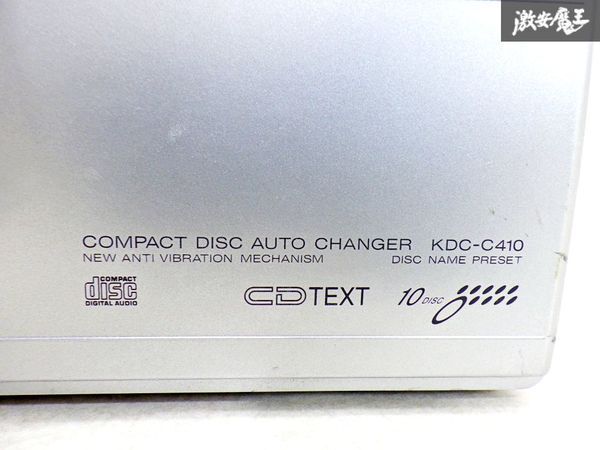 激安魔王
COMPACT DISC AUTO CHANGER KDC-C410
NEW ANTI VIBRATION MECHANISM DISC NAME PRESET
COMPACT
disc
DIGITAL AUDIO
CD TEXT
10 DISC